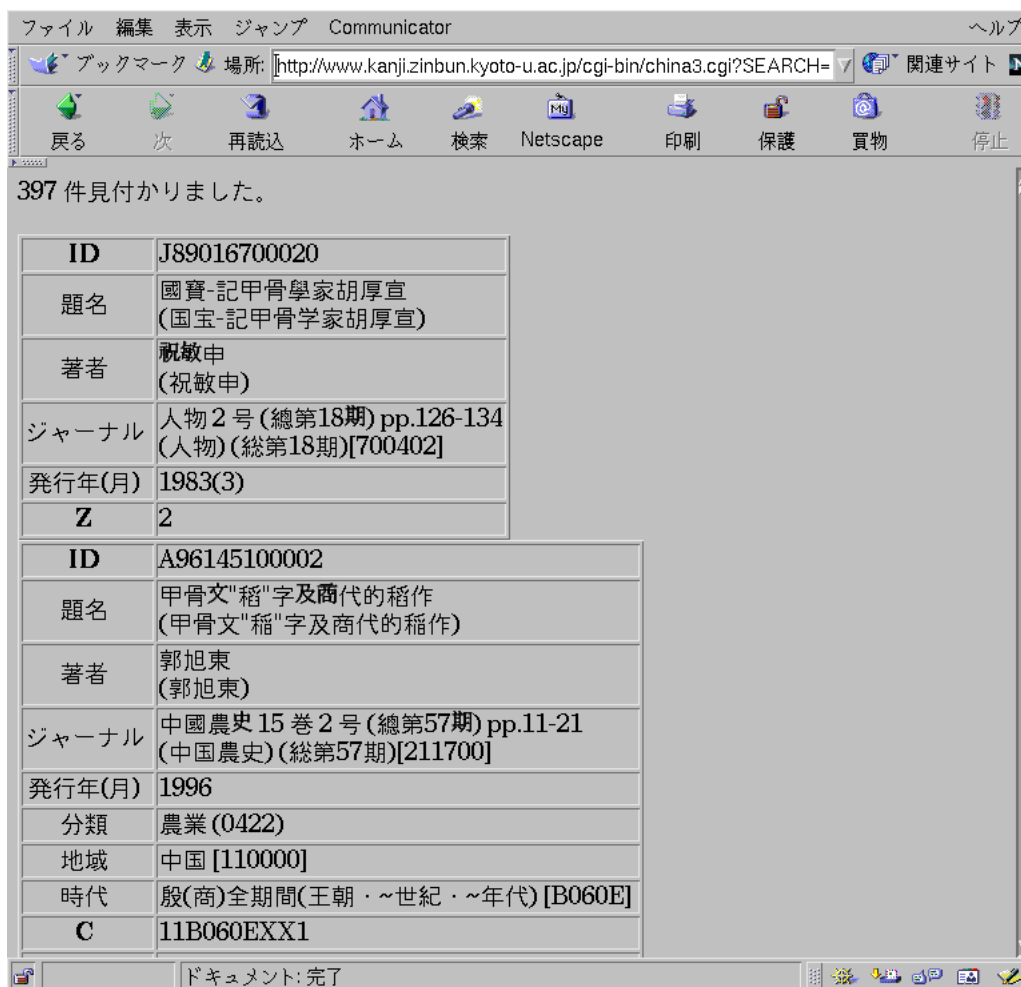 ファイル 編集 表示 ジャンプ Communicator ヘルプ
ブックマーク 場所: http://www.kanji.zinbun.kyoto-u.ac.jp/cgi-bin/china3.cgi?SEARCH= 関連サイト
戻る 次 再読込 ホーム 検索 Netscape 印刷 保護 買物 停止
397 件見付かりました。
ID J89016700020
題名 國寶-記甲骨學家胡厚宣
(国宝-記甲骨学家胡厚宣)
著者 祝敏申
(祝敏申)
ジャーナル 人物 2 号 (總第18期) pp.126-134
(人物) (総第18期)[700402]
発行年(月) 1983(3)
Z 2
ID A96145100002
題名 甲骨文"稻"字及商代的稻作
(甲骨文"稲"字及商代的稲作)
著者 郭旭東
(郭旭東)
ジャーナル 中國農史 15 巻 2 号 (總第57期) pp.11-21
(中国農史) (総第57期)[211700]
発行年(月) 1996
分類 農業 (0422)
地域 中国 [110000]
時代 殷(商)全期間(王朝・~世紀・~年代) [B060E]
C 11B060EXX1
ドキュメント: 完了